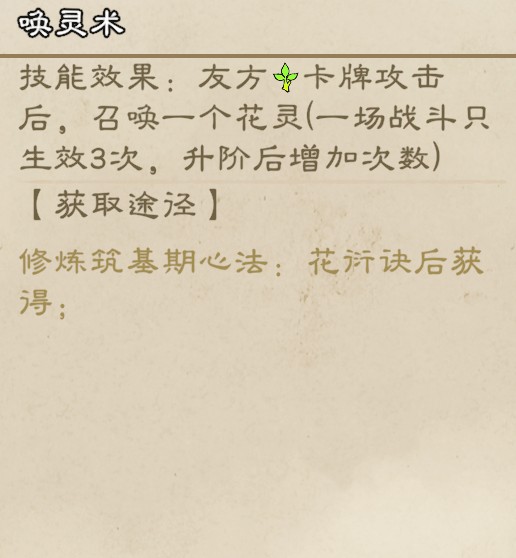 唤灵术
技能效果：友方卡牌攻击
后，召唤一个花灵(一场战斗只
生效3次，升阶后增加次数)
【获取途径】
修炼筑基期心法：花衍诀后获
得；